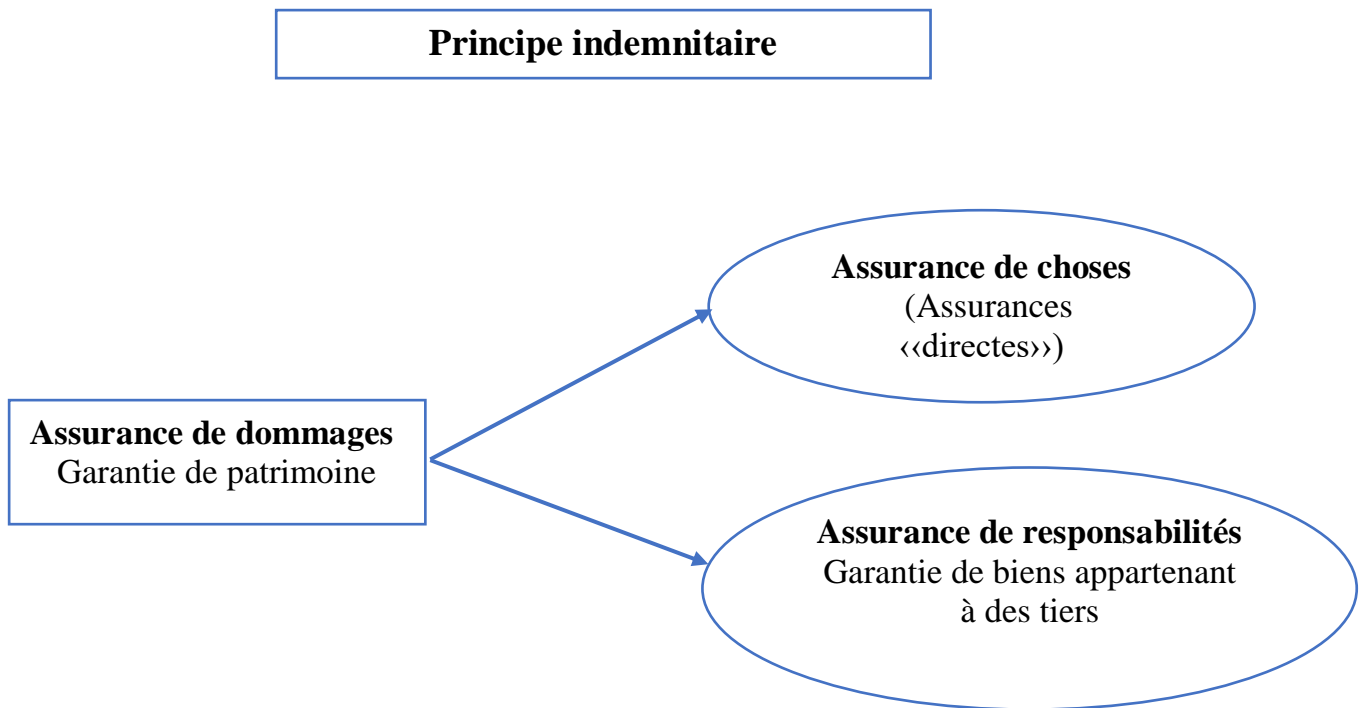 Principe indemnitaire
Assurance de choses
(Assurances
‹‹directes››)
Assurance de dommages
Garantie de patrimoine
Assurance de responsabilités
Garantie de biens appartenant
à des tiers